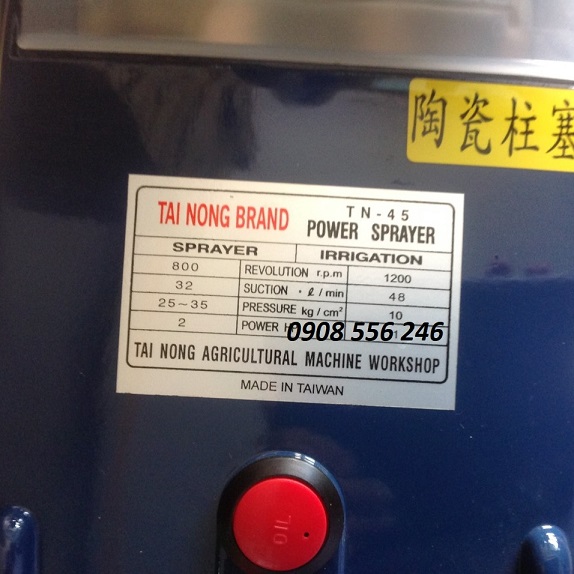 陶瓷柱塞
TAI NONG BRAND
TN-45
POWER SPRAYER
SPRAYER IRRIGATION
800 REVOLUTION r.p.m 1200
32 SUCTION · ℓ / min 48
25~35 PRESSURE kg / cm² 10
2 POWER H 1
0908 556 246
TAI NONG AGRICULTURAL MACHINE WORKSHOP
MADE IN TAIWAN
OIL